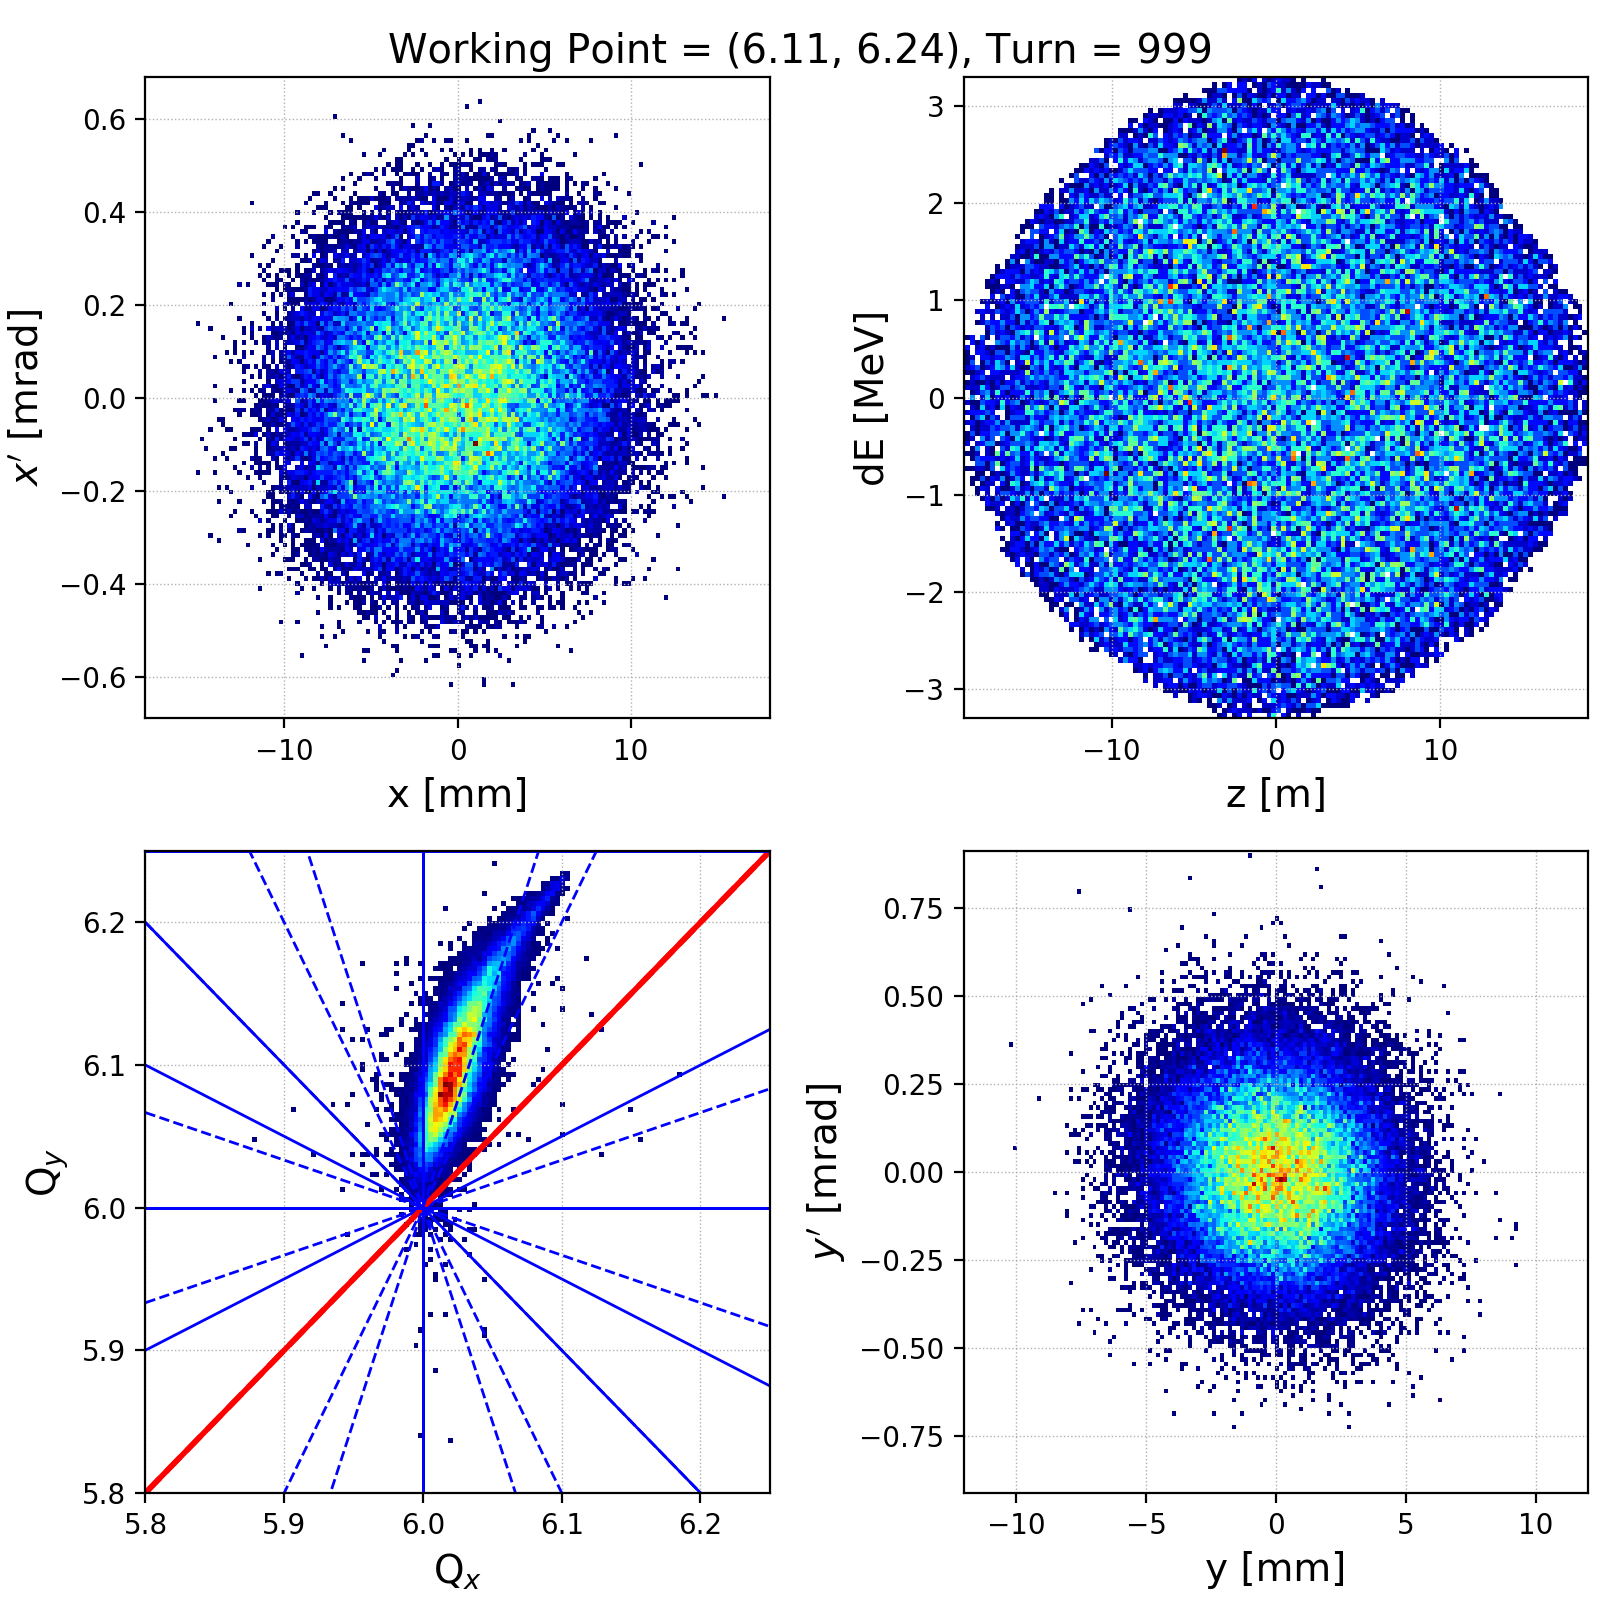 Working Point = (6.11, 6.24), Turn = 999
0.6
0.4
0.2
0.0
−0.2
−0.4
−0.6
x′ [mrad]
−10 0 10
x [mm]
3
2
1
0
−1
−2
−3
dE [MeV]
−10 0 10
z [m]
6.2
6.1
6.0
5.9
5.8
Qy
5.8 5.9 6.0 6.1 6.2
Qx
0.75
0.50
0.25
0.00
−0.25
−0.50
−0.75
y′ [mrad]
−10 −5 0 5 10
y [mm]